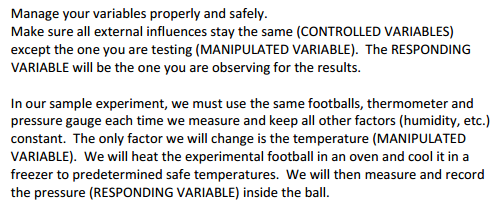 Manage your variables properly and safely.
Make sure all external influences stay the same (CONTROLLED VARIABLES)
except the one you are testing (MANIPULATED VARIABLE).  The RESPONDING
VARIABLE will be the one you are observing for the results.

In our sample experiment, we must use the same footballs, thermometer and
pressure gauge each time we measure and keep all other factors (humidity, etc.)
constant.  The only factor we will change is the temperature (MANIPULATED
VARIABLE).  We will heat the experimental football in an oven and cool it in a
freezer to predetermined safe temperatures.  We will then measure and record
the pressure (RESPONDING VARIABLE) inside the ball.